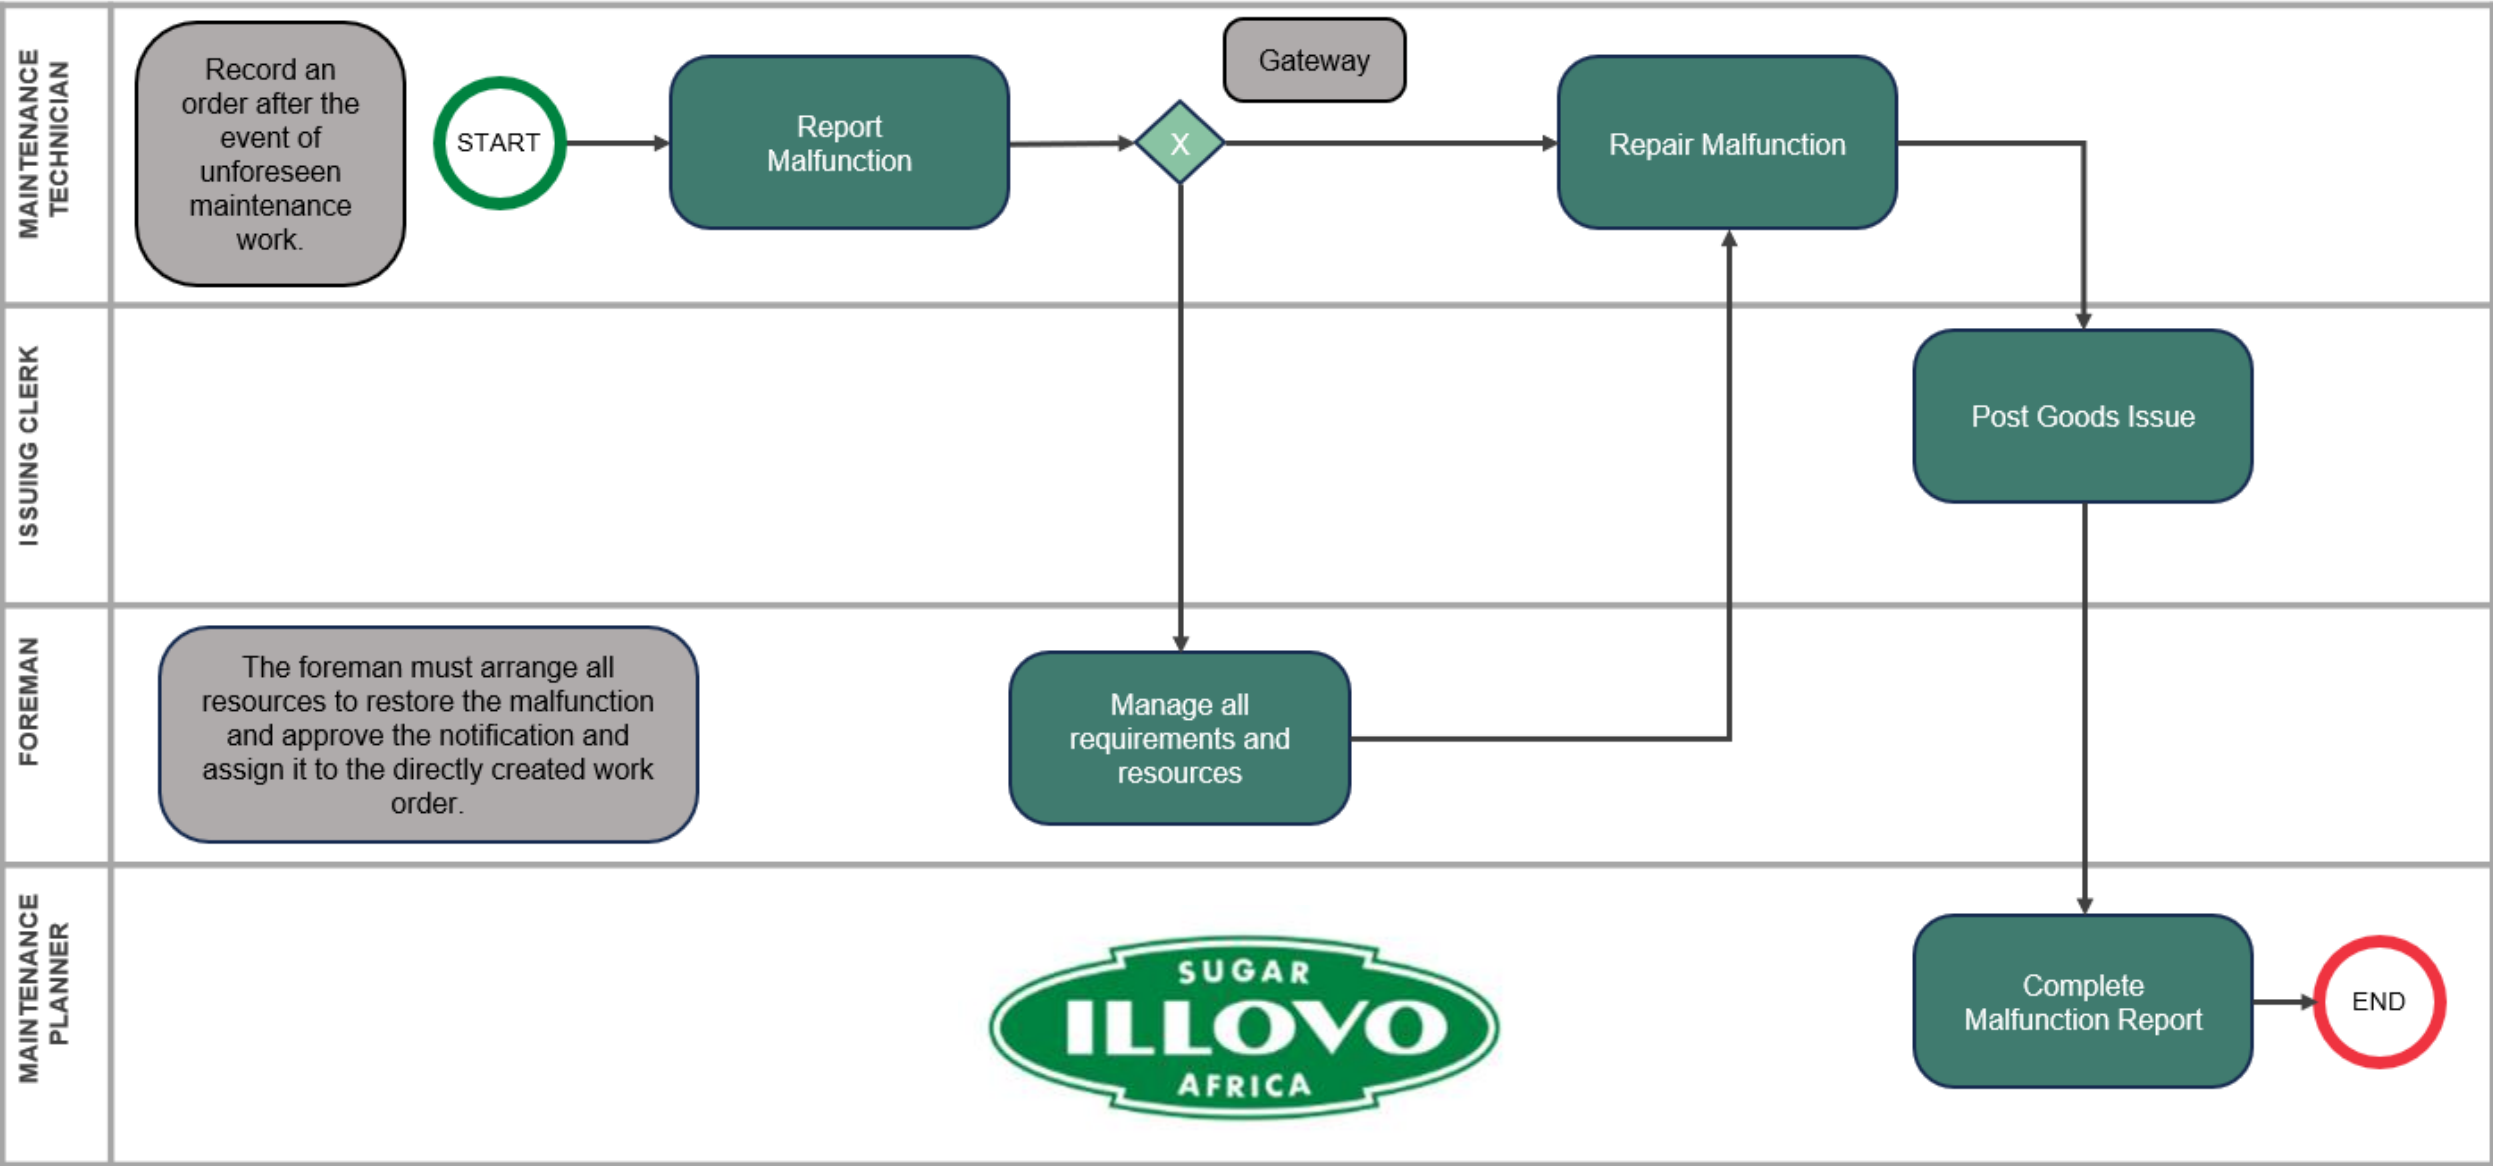 MAINTENANCE
TECHNICIAN
Record an
order after the
event of
unforeseen
maintenance
work.
START
Report
Malfunction
X
Gateway
Repair Malfunction
ISSUING CLERK
Post Goods Issue
FOREMAN
The foreman must arrange all
resources to restore the malfunction
and approve the notification and
assign it to the directly created work
order.
Manage all
requirements and
resources
MAINTENANCE
PLANNER
SUGAR
ILLOVO
AFRICA
Complete
Malfunction Report
END